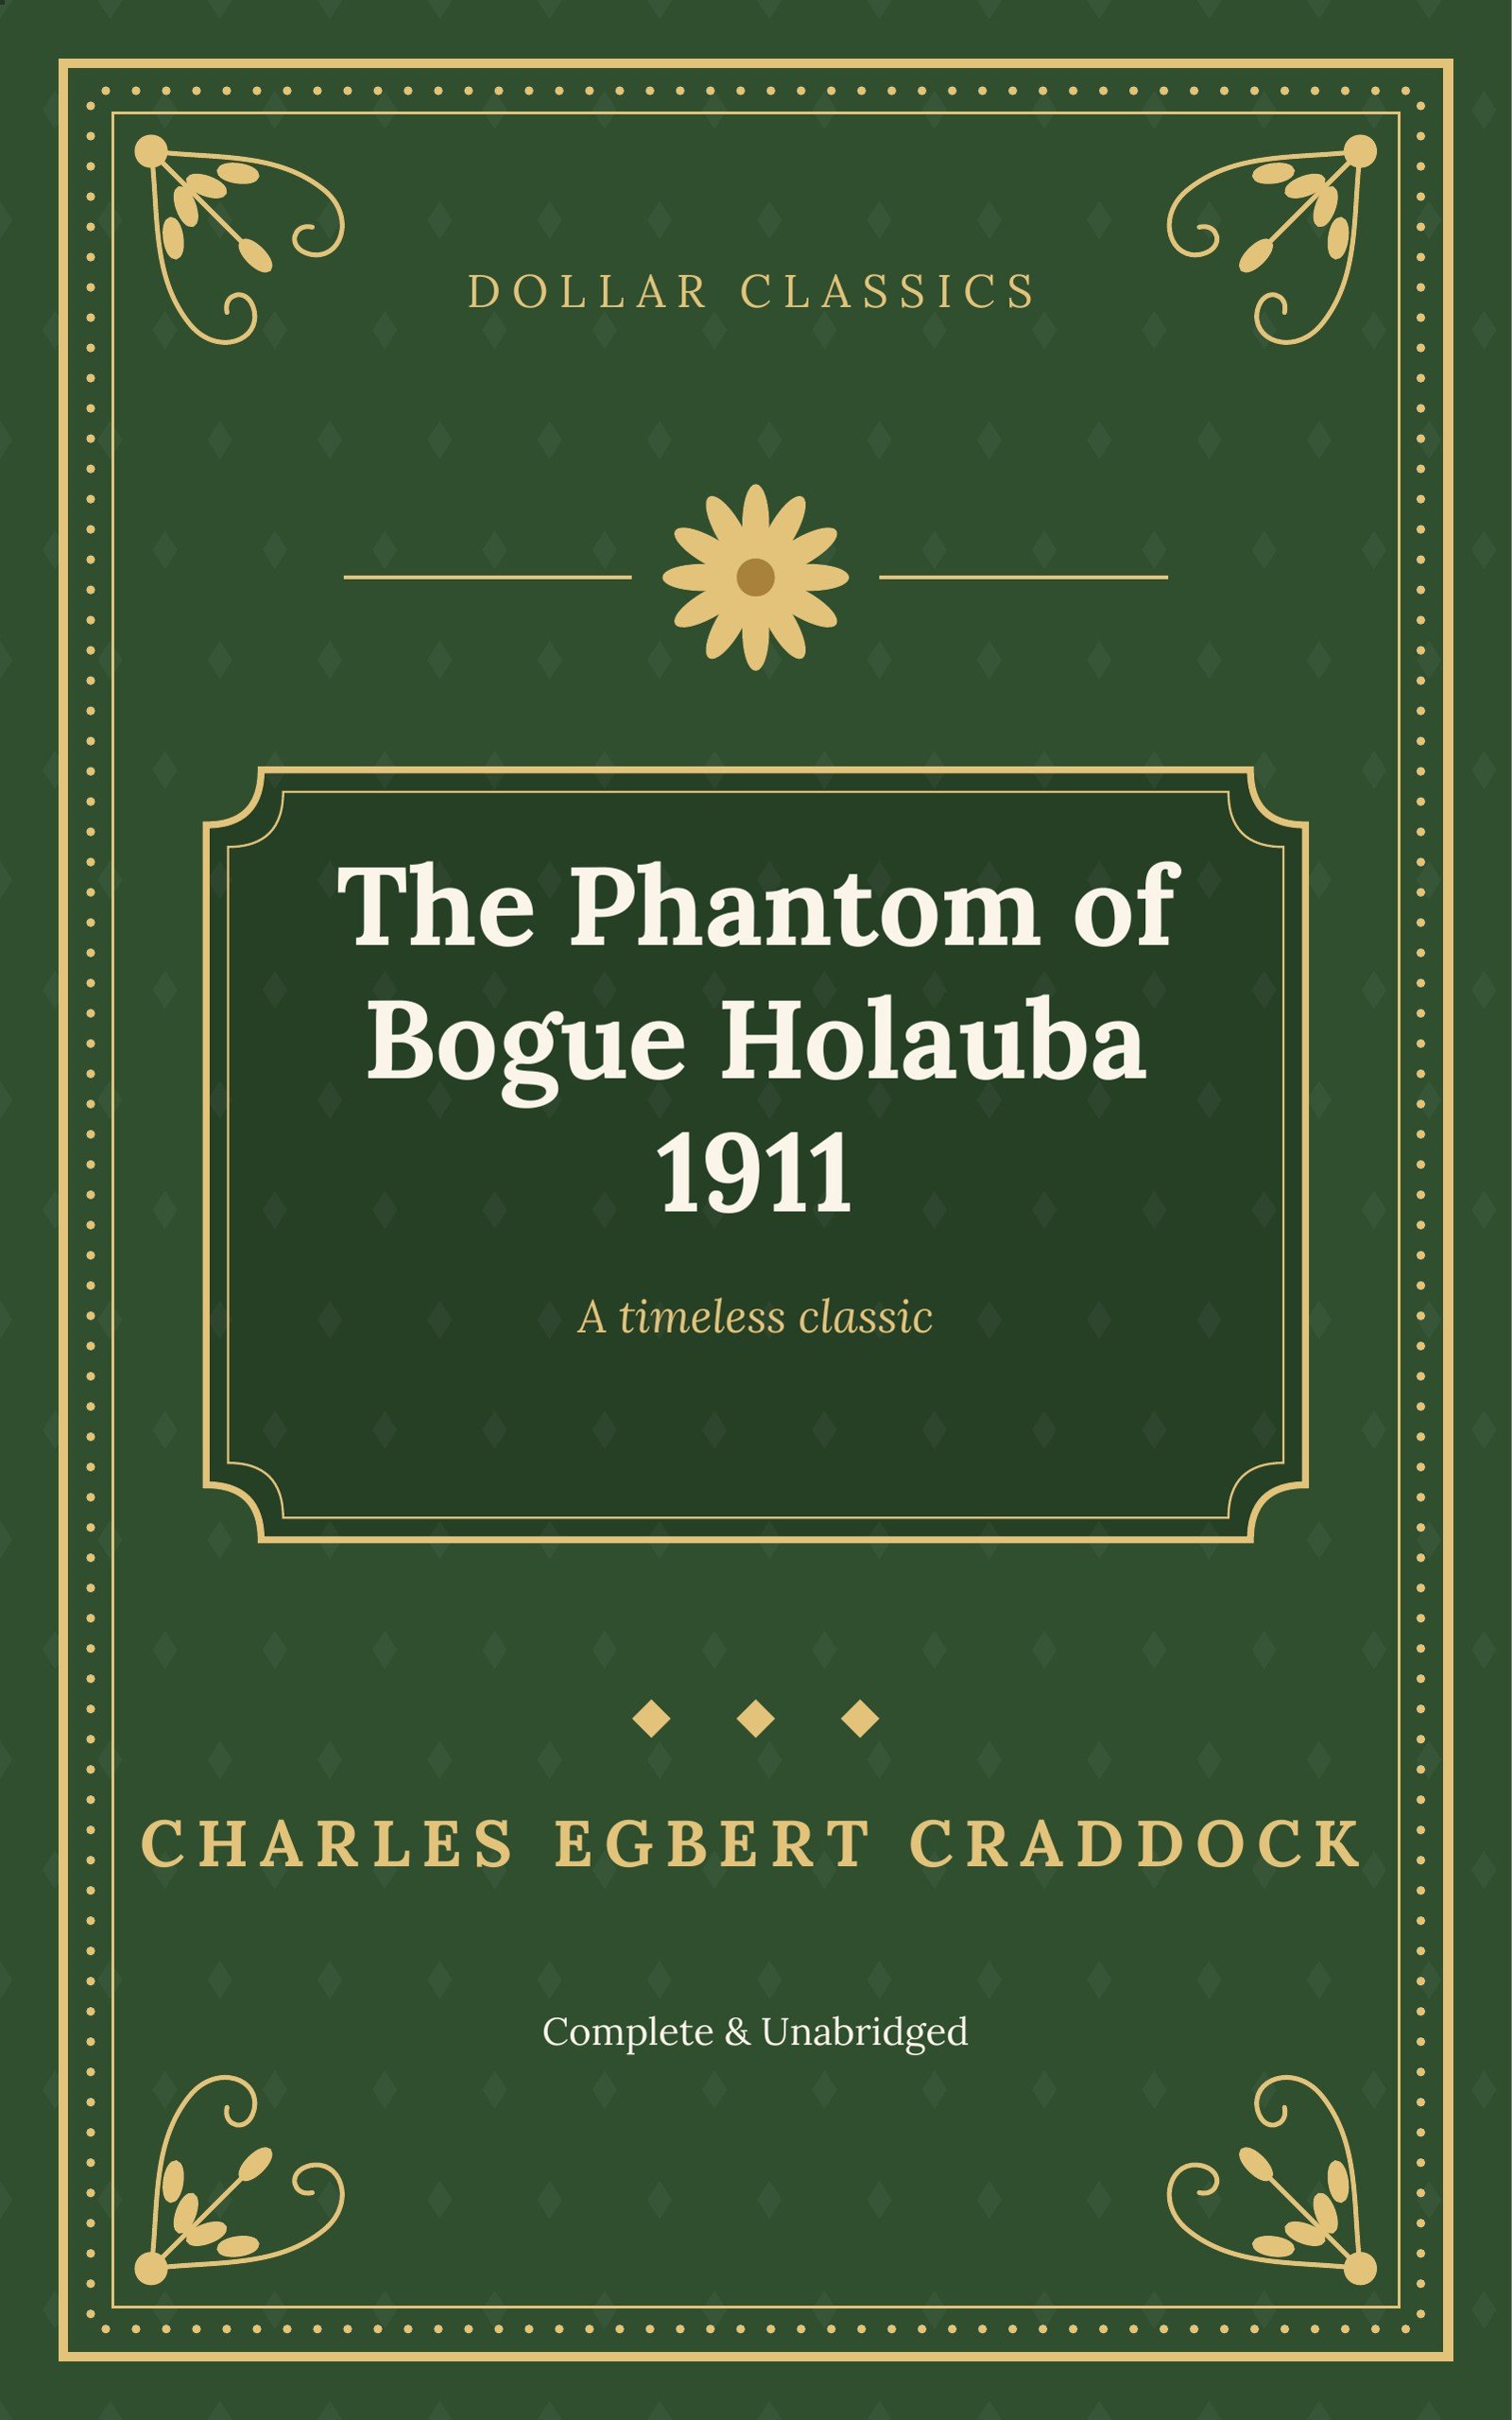 DOLLAR CLASSICS
The Phantom of
Bogue Holauba
1911
A timeless classic
CHARLES EGBERT CRADDOCK
Complete & Unabridged